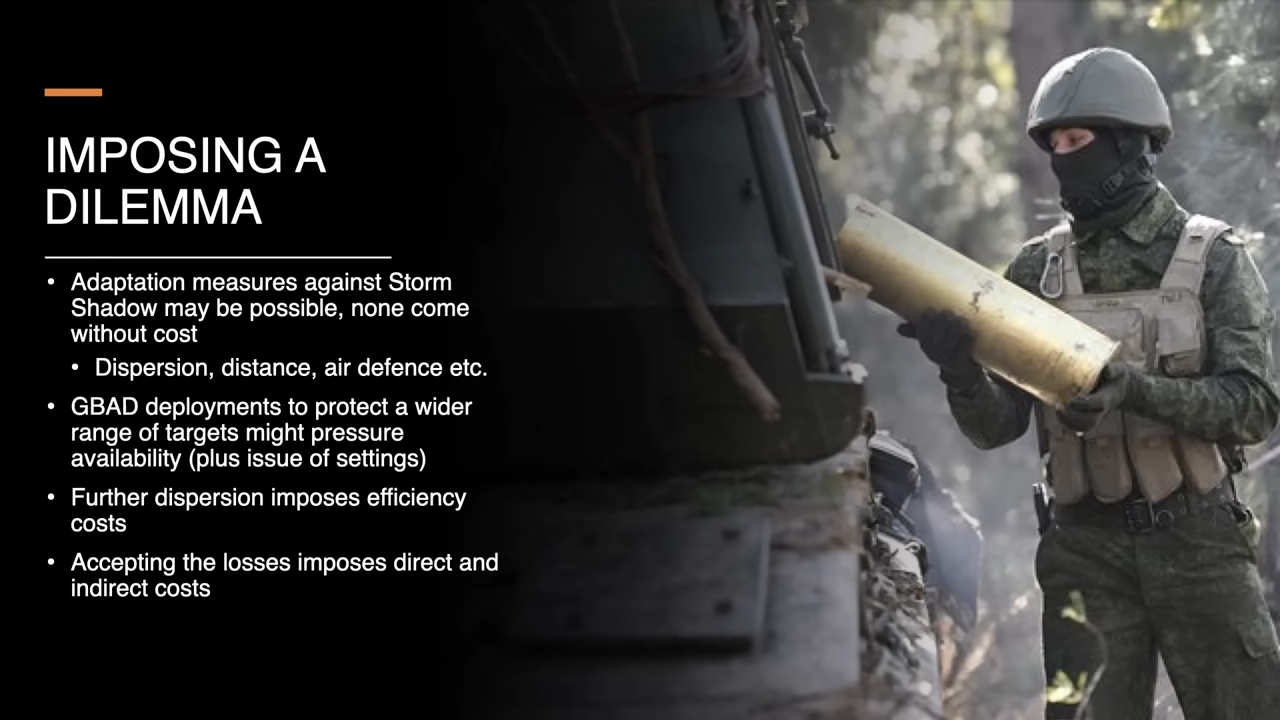 IMPOSING A
DILEMMA
• Adaptation measures against Storm
Shadow may be possible, none come
without cost
• Dispersion, distance, air defence etc.
• GBAD deployments to protect a wider
range of targets might pressure
availability (plus issue of settings)
• Further dispersion imposes efficiency
costs
• Accepting the losses imposes direct and
indirect costs